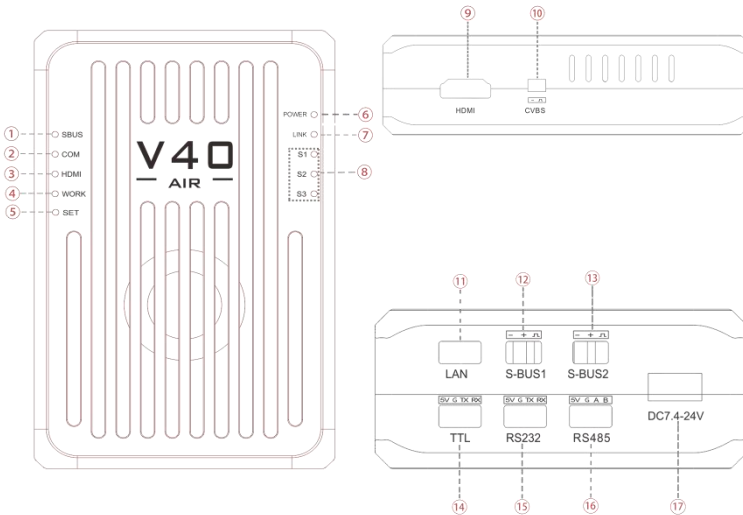 ⑨ ⑩
HDMI CVBS
– ⎍
POWER ⑥
① SBUS LINK ⑦
② COM S1
③ HDMI V40 S2 ⑧
④ WORK AIR S3
⑤ SET
⑪ ⑫ ⑬
– + ⎍ – + ⎍
LAN S-BUS1 S-BUS2
5V G TX RX 5V G TX RX 5V G A B
DC7.4-24V
TTL RS232 RS485
⑭ ⑮ ⑯ ⑰